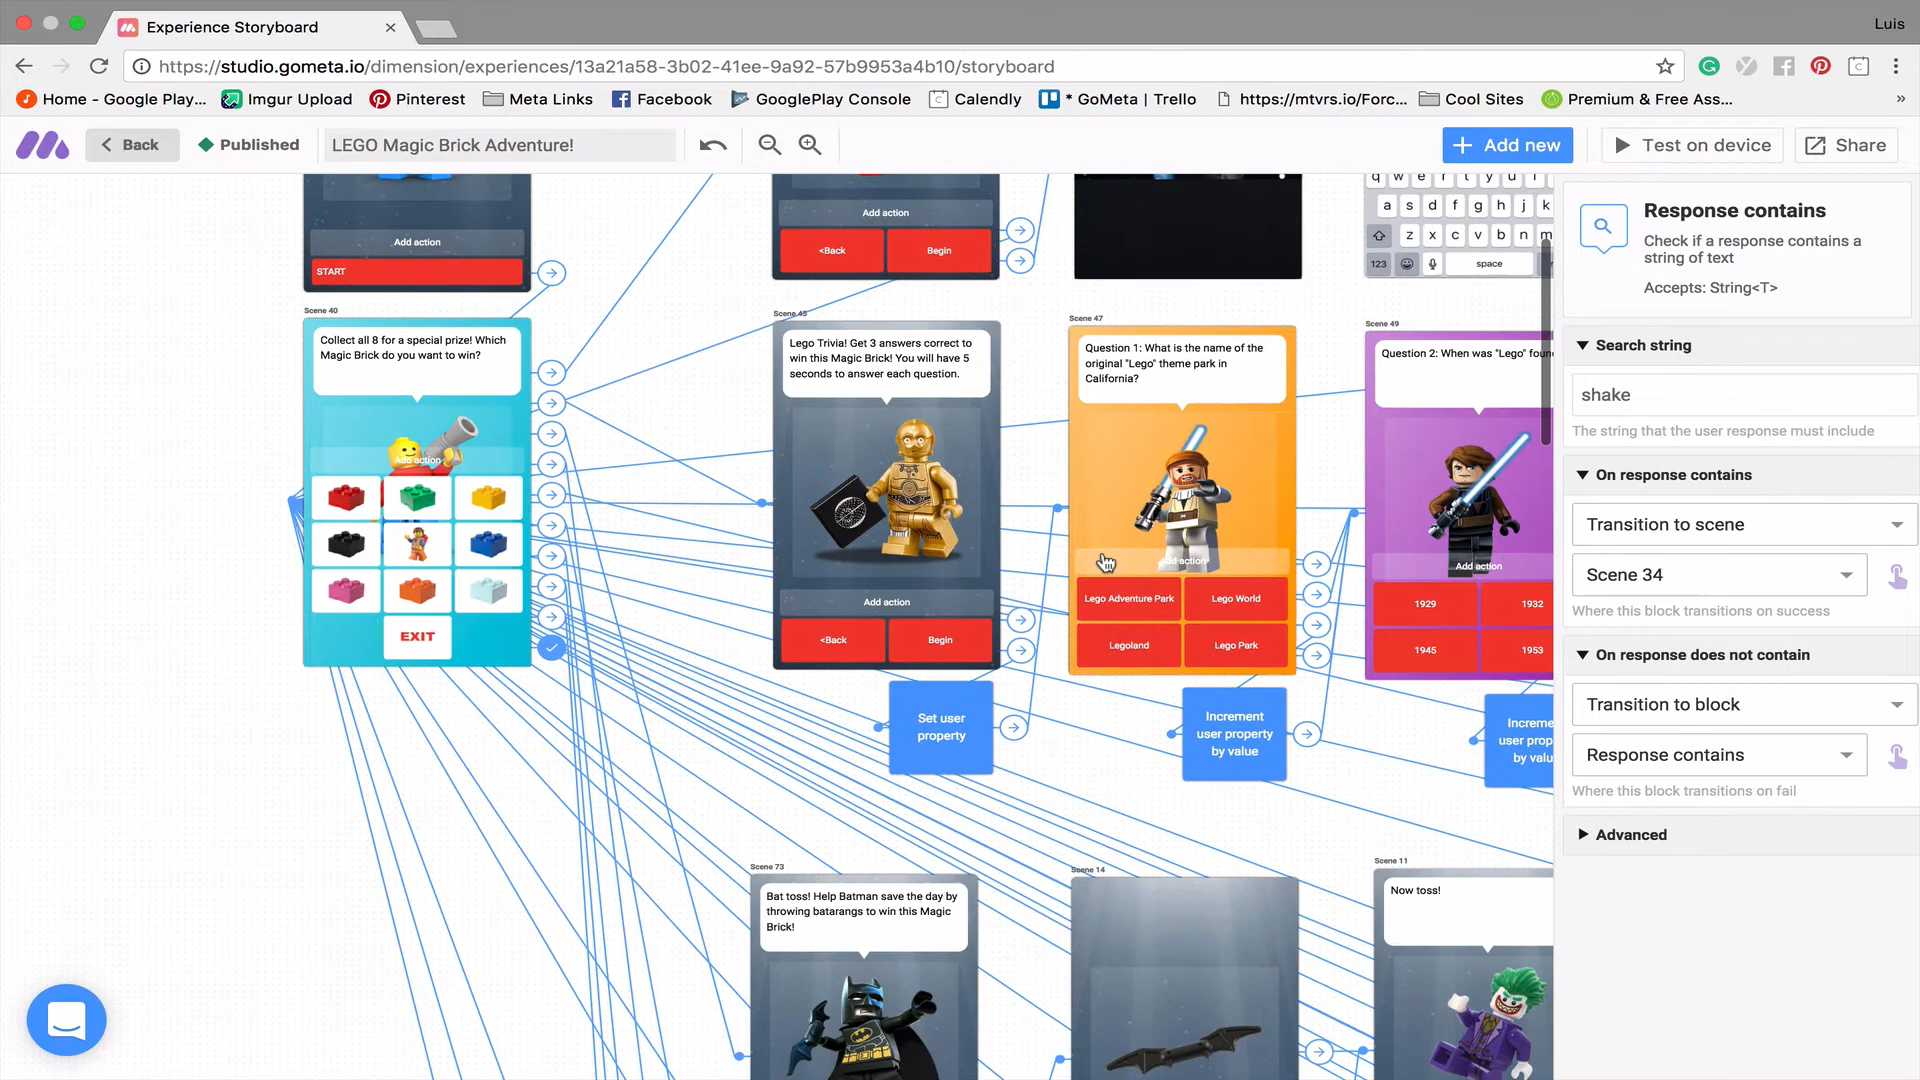 Experience Storyboard
Luis
https://studio.gometa.io/dimension/experiences/13a21a58-3b02-41ee-9a92-57b9953a4b10/storyboard
Home - Google Play...
Imgur Upload
Pinterest
Meta Links
Facebook
GooglePlay Console
Calendly
* GoMeta | Trello
https://mtvrs.io/Forc...
Cool Sites
Premium & Free Ass...
»
Back
Published
LEGO Magic Brick Adventure!
Add new
Test on device
Share
Add action
START
Add action
<Back
Begin
q w e r t y u i
a s d f g h j k
z x c v b n m
123
space
Scene 40
Collect all 8 for a special prize! Which
Magic Brick do you want to win?
Add action
EXIT
Scene 45
Lego Trivia! Get 3 answers correct to
win this Magic Brick! You will have 5
seconds to answer each question.
Add action
<Back
Begin
Set user
property
Scene 47
Question 1: What is the name of the
original "Lego" theme park in
California?
Add action
Lego Adventure Park
Lego World
Legoland
Lego Park
Increment
user property
by value
Scene 49
Question 2: When was "Lego" foun
Add action
1929
1932
1945
1953
Increme
user prop
by valu
Scene 73
Bat toss! Help Batman save the day by
throwing batarangs to win this Magic
Brick!
Scene 14
Scene 11
Now toss!
Response contains
Check if a response contains a
string of text
Accepts: String<T>
Search string
shake
The string that the user response must include
On response contains
Transition to scene
Scene 34
Where this block transitions on success
On response does not contain
Transition to block
Response contains
Where this block transitions on fail
Advanced